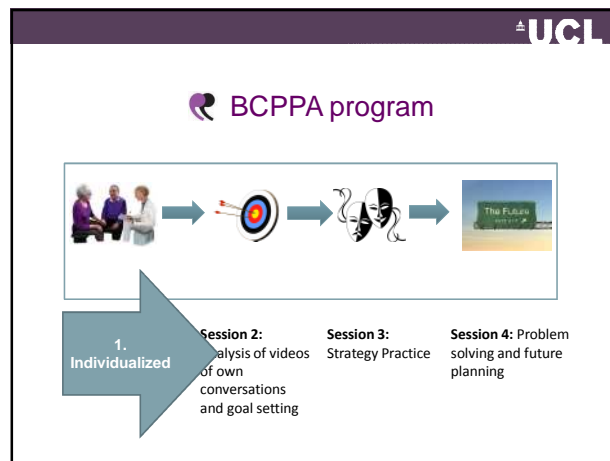 UCL
BCPPA program
The Future
1.
Individualized
Session 2:
nalysis of videos
of own
conversations
and goal setting
Session 3:
Strategy Practice
Session 4: Problem
solving and future
planning